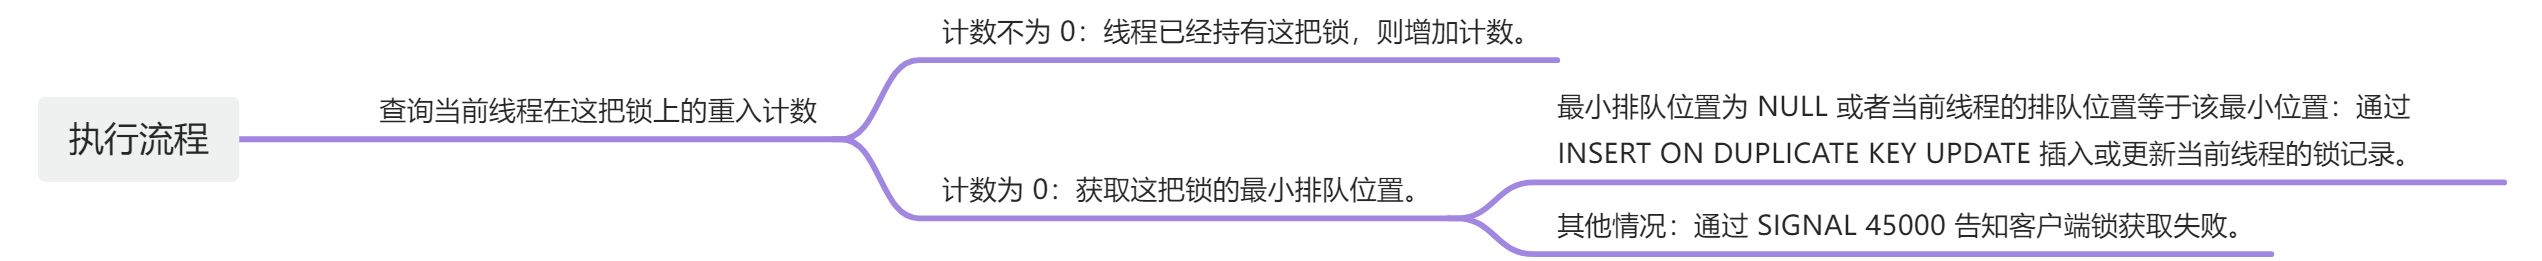 执行流程
查询当前线程在这把锁上的重入计数
计数不为 0：线程已经持有这把锁，则增加计数。
计数为 0：获取这把锁的最小排队位置。
最小排队位置为 NULL 或者当前线程的排队位置等于该最小位置：通过
INSERT ON DUPLICATE KEY UPDATE 插入或更新当前线程的锁记录。
其他情况：通过 SIGNAL 45000 告知客户端锁获取失败。